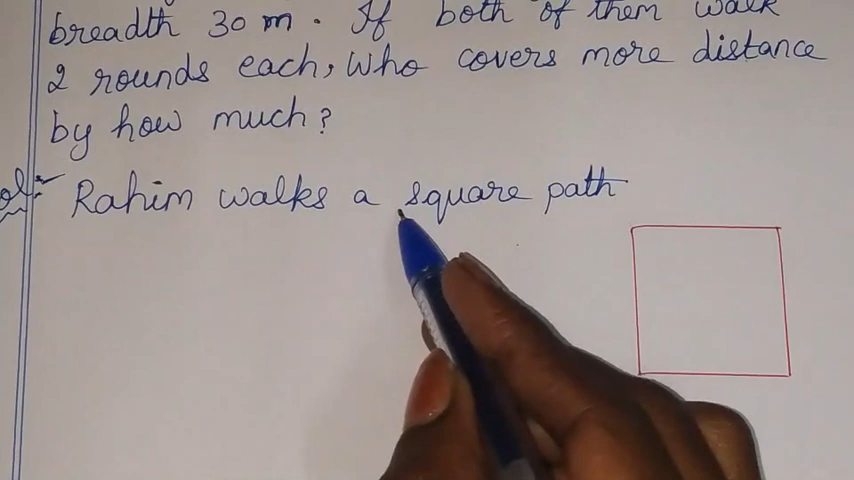 breadth 30 m. If both of them walk
2 rounds each, Who covers more distance
by how much?
Sol:- Rahim walks a square path